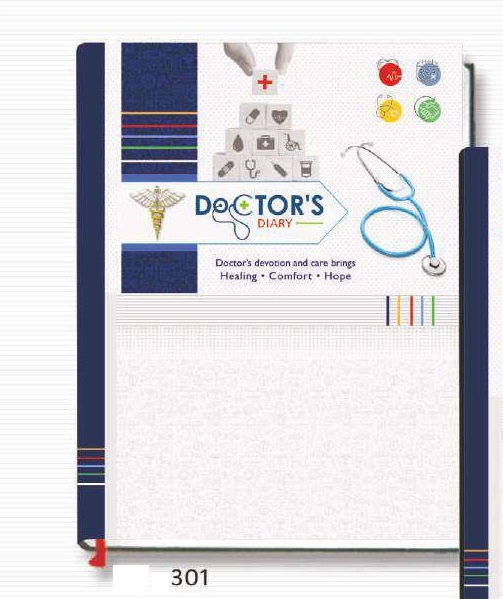 DOCTOR'S
DIARY
Doctor's devotion and care brings
Healing • Comfort • Hope
301